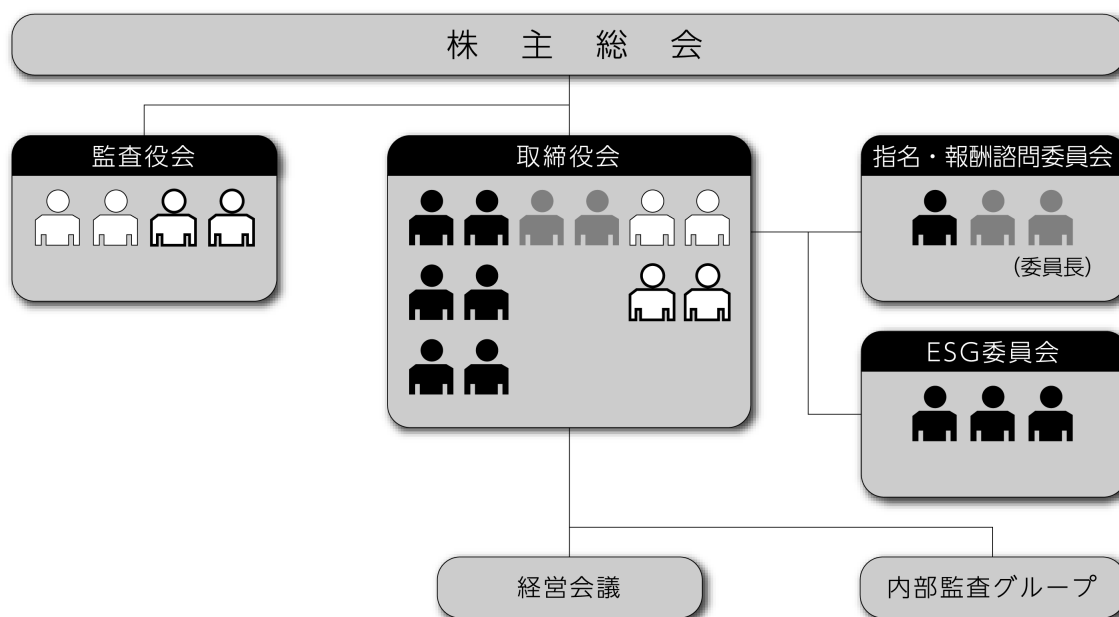 株主総会
監査役会
取締役会
指名・報酬諮問委員会
(委員長)
ESG委員会
経営会議
内部監査グループ